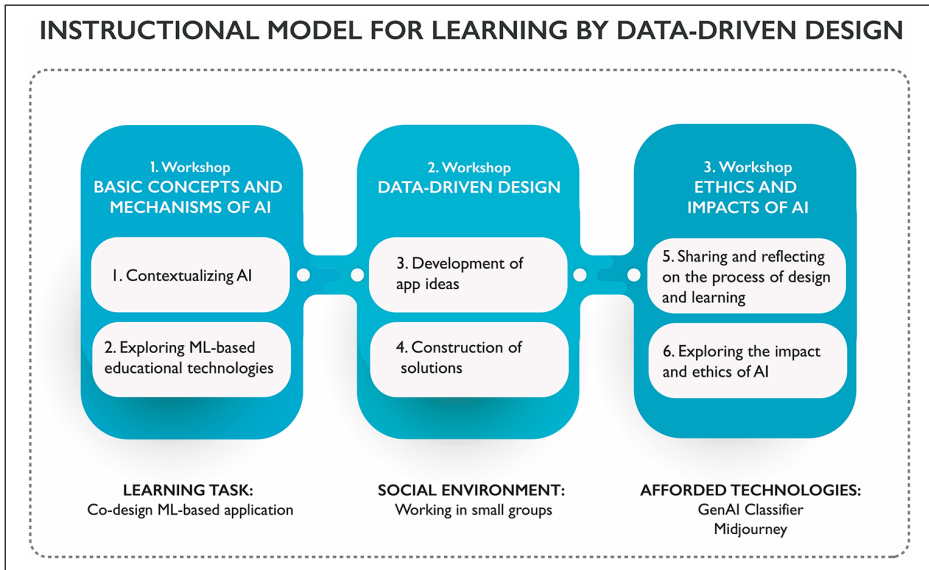 INSTRUCTIONAL MODEL FOR LEARNING BY DATA-DRIVEN DESIGN
1. Workshop
BASIC CONCEPTS AND
MECHANISMS OF AI
1. Contextualizing AI
2. Exploring ML-based
educational technologies
2. Workshop
DATA-DRIVEN DESIGN
3. Development of
app ideas
4. Construction of
solutions
3. Workshop
ETHICS AND
IMPACTS OF AI
5. Sharing and reflecting
on the process of design
and learning
6. Exploring the impact
and ethics of AI
LEARNING TASK:
Co-design ML-based application
SOCIAL ENVIRONMENT:
Working in small groups
AFFORDED TECHNOLOGIES:
GenAI Classifier
Midjourney